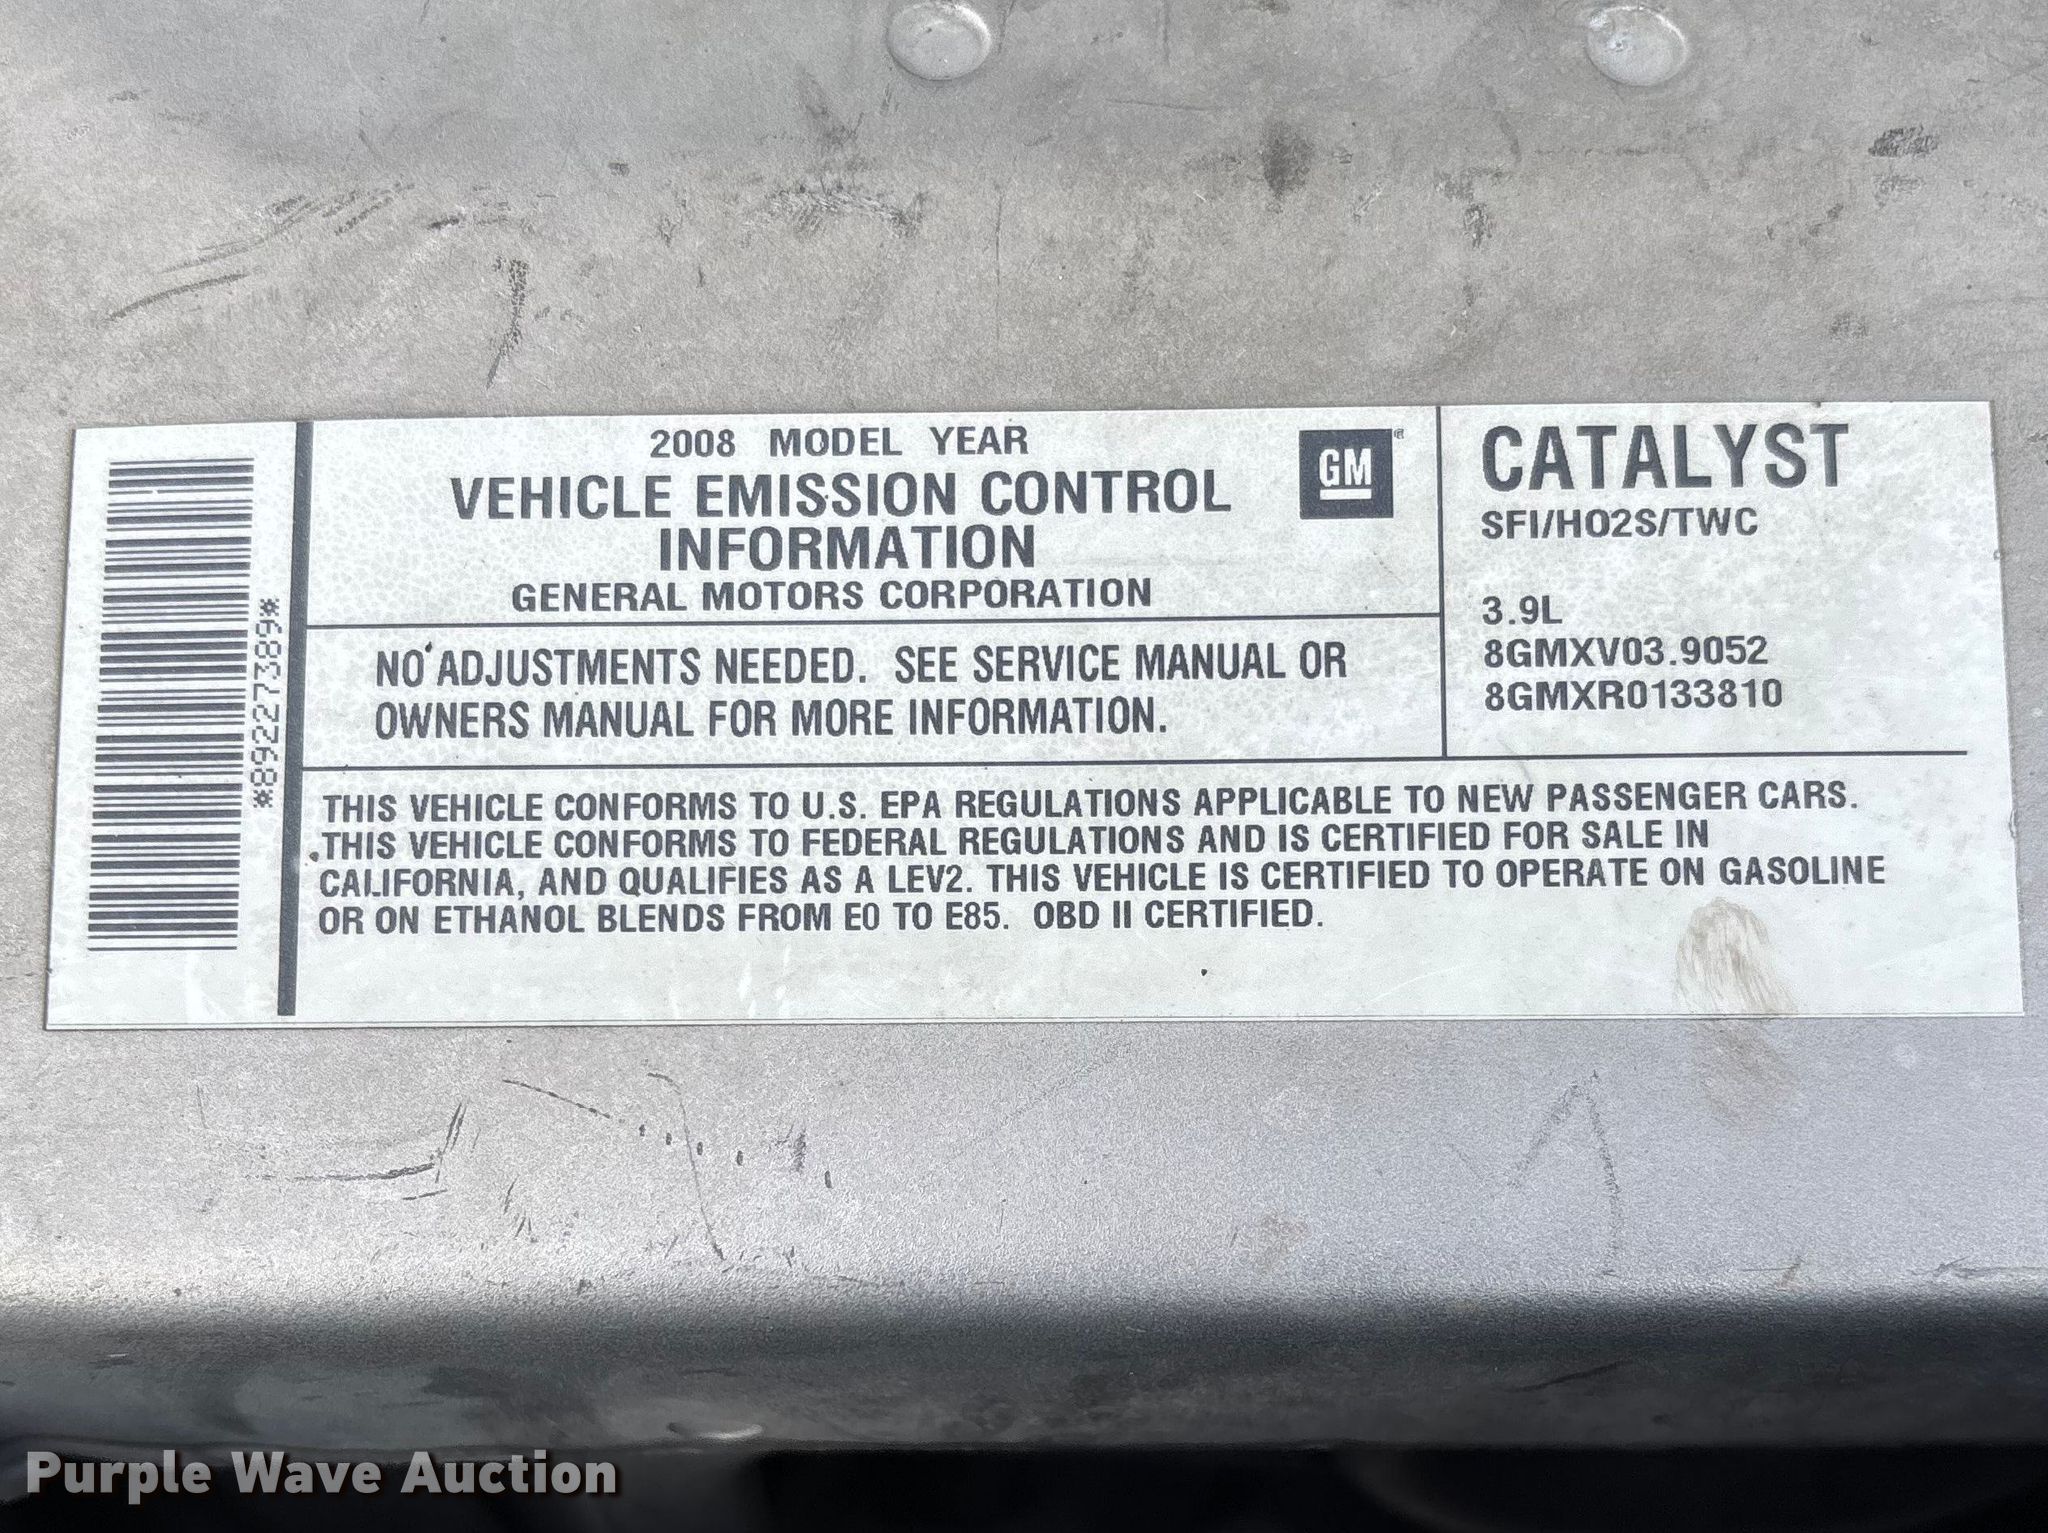 2008 MODEL YEAR
VEHICLE EMISSION CONTROL
INFORMATION
GENERAL MOTORS CORPORATION
GM
®
NO ADJUSTMENTS NEEDED. SEE SERVICE MANUAL OR
OWNERS MANUAL FOR MORE INFORMATION.
CATALYST
SFI/HO2S/TWC
3.9L
8GMXV03.9052
8GMXR0133810
THIS VEHICLE CONFORMS TO U.S. EPA REGULATIONS APPLICABLE TO NEW PASSENGER CARS.
THIS VEHICLE CONFORMS TO FEDERAL REGULATIONS AND IS CERTIFIED FOR SALE IN
CALIFORNIA, AND QUALIFIES AS A LEV2. THIS VEHICLE IS CERTIFIED TO OPERATE ON GASOLINE
OR ON ETHANOL BLENDS FROM E0 TO E85. OBD II CERTIFIED.
*89227389*
Purple Wave Auction